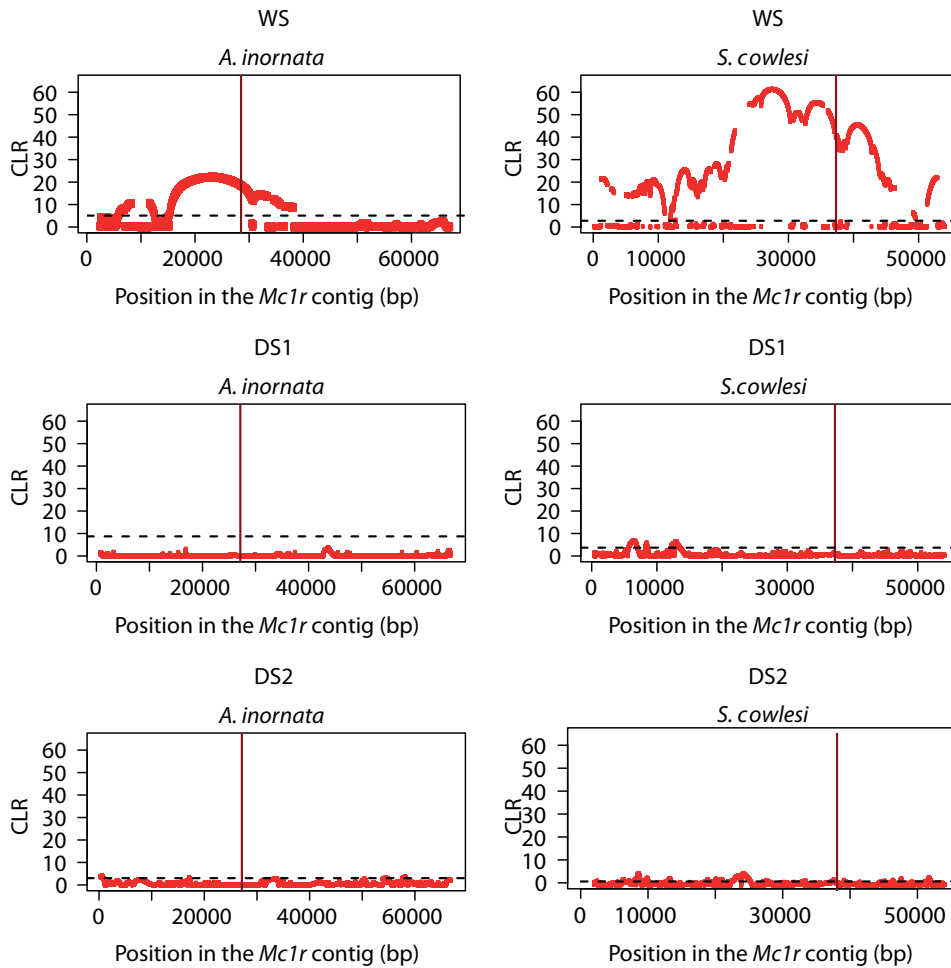 WS
A. inornata
CLR
60
50
40
30
20
10
0
0 20000 40000 60000
Position in the Mc1r contig (bp)
WS
S. cowlesi
CLR
60
50
40
30
20
10
0
0 10000 30000 50000
Position in the Mc1r contig (bp)
DS1
A. inornata
CLR
60
50
40
30
20
10
0
0 20000 40000 60000
Position in the Mc1r contig (bp)
DS1
S.cowlesi
CLR
60
50
40
30
20
10
0
0 10000 30000 50000
Position in the Mc1r contig (bp)
DS2
A. inornata
CLR
60
50
40
30
20
10
0
0 20000 40000 60000
Position in the Mc1r contig (bp)
DS2
S. cowlesi
CLR
60
50
40
30
20
10
0
0 10000 30000 50000
Position in the Mc1r contig (bp)